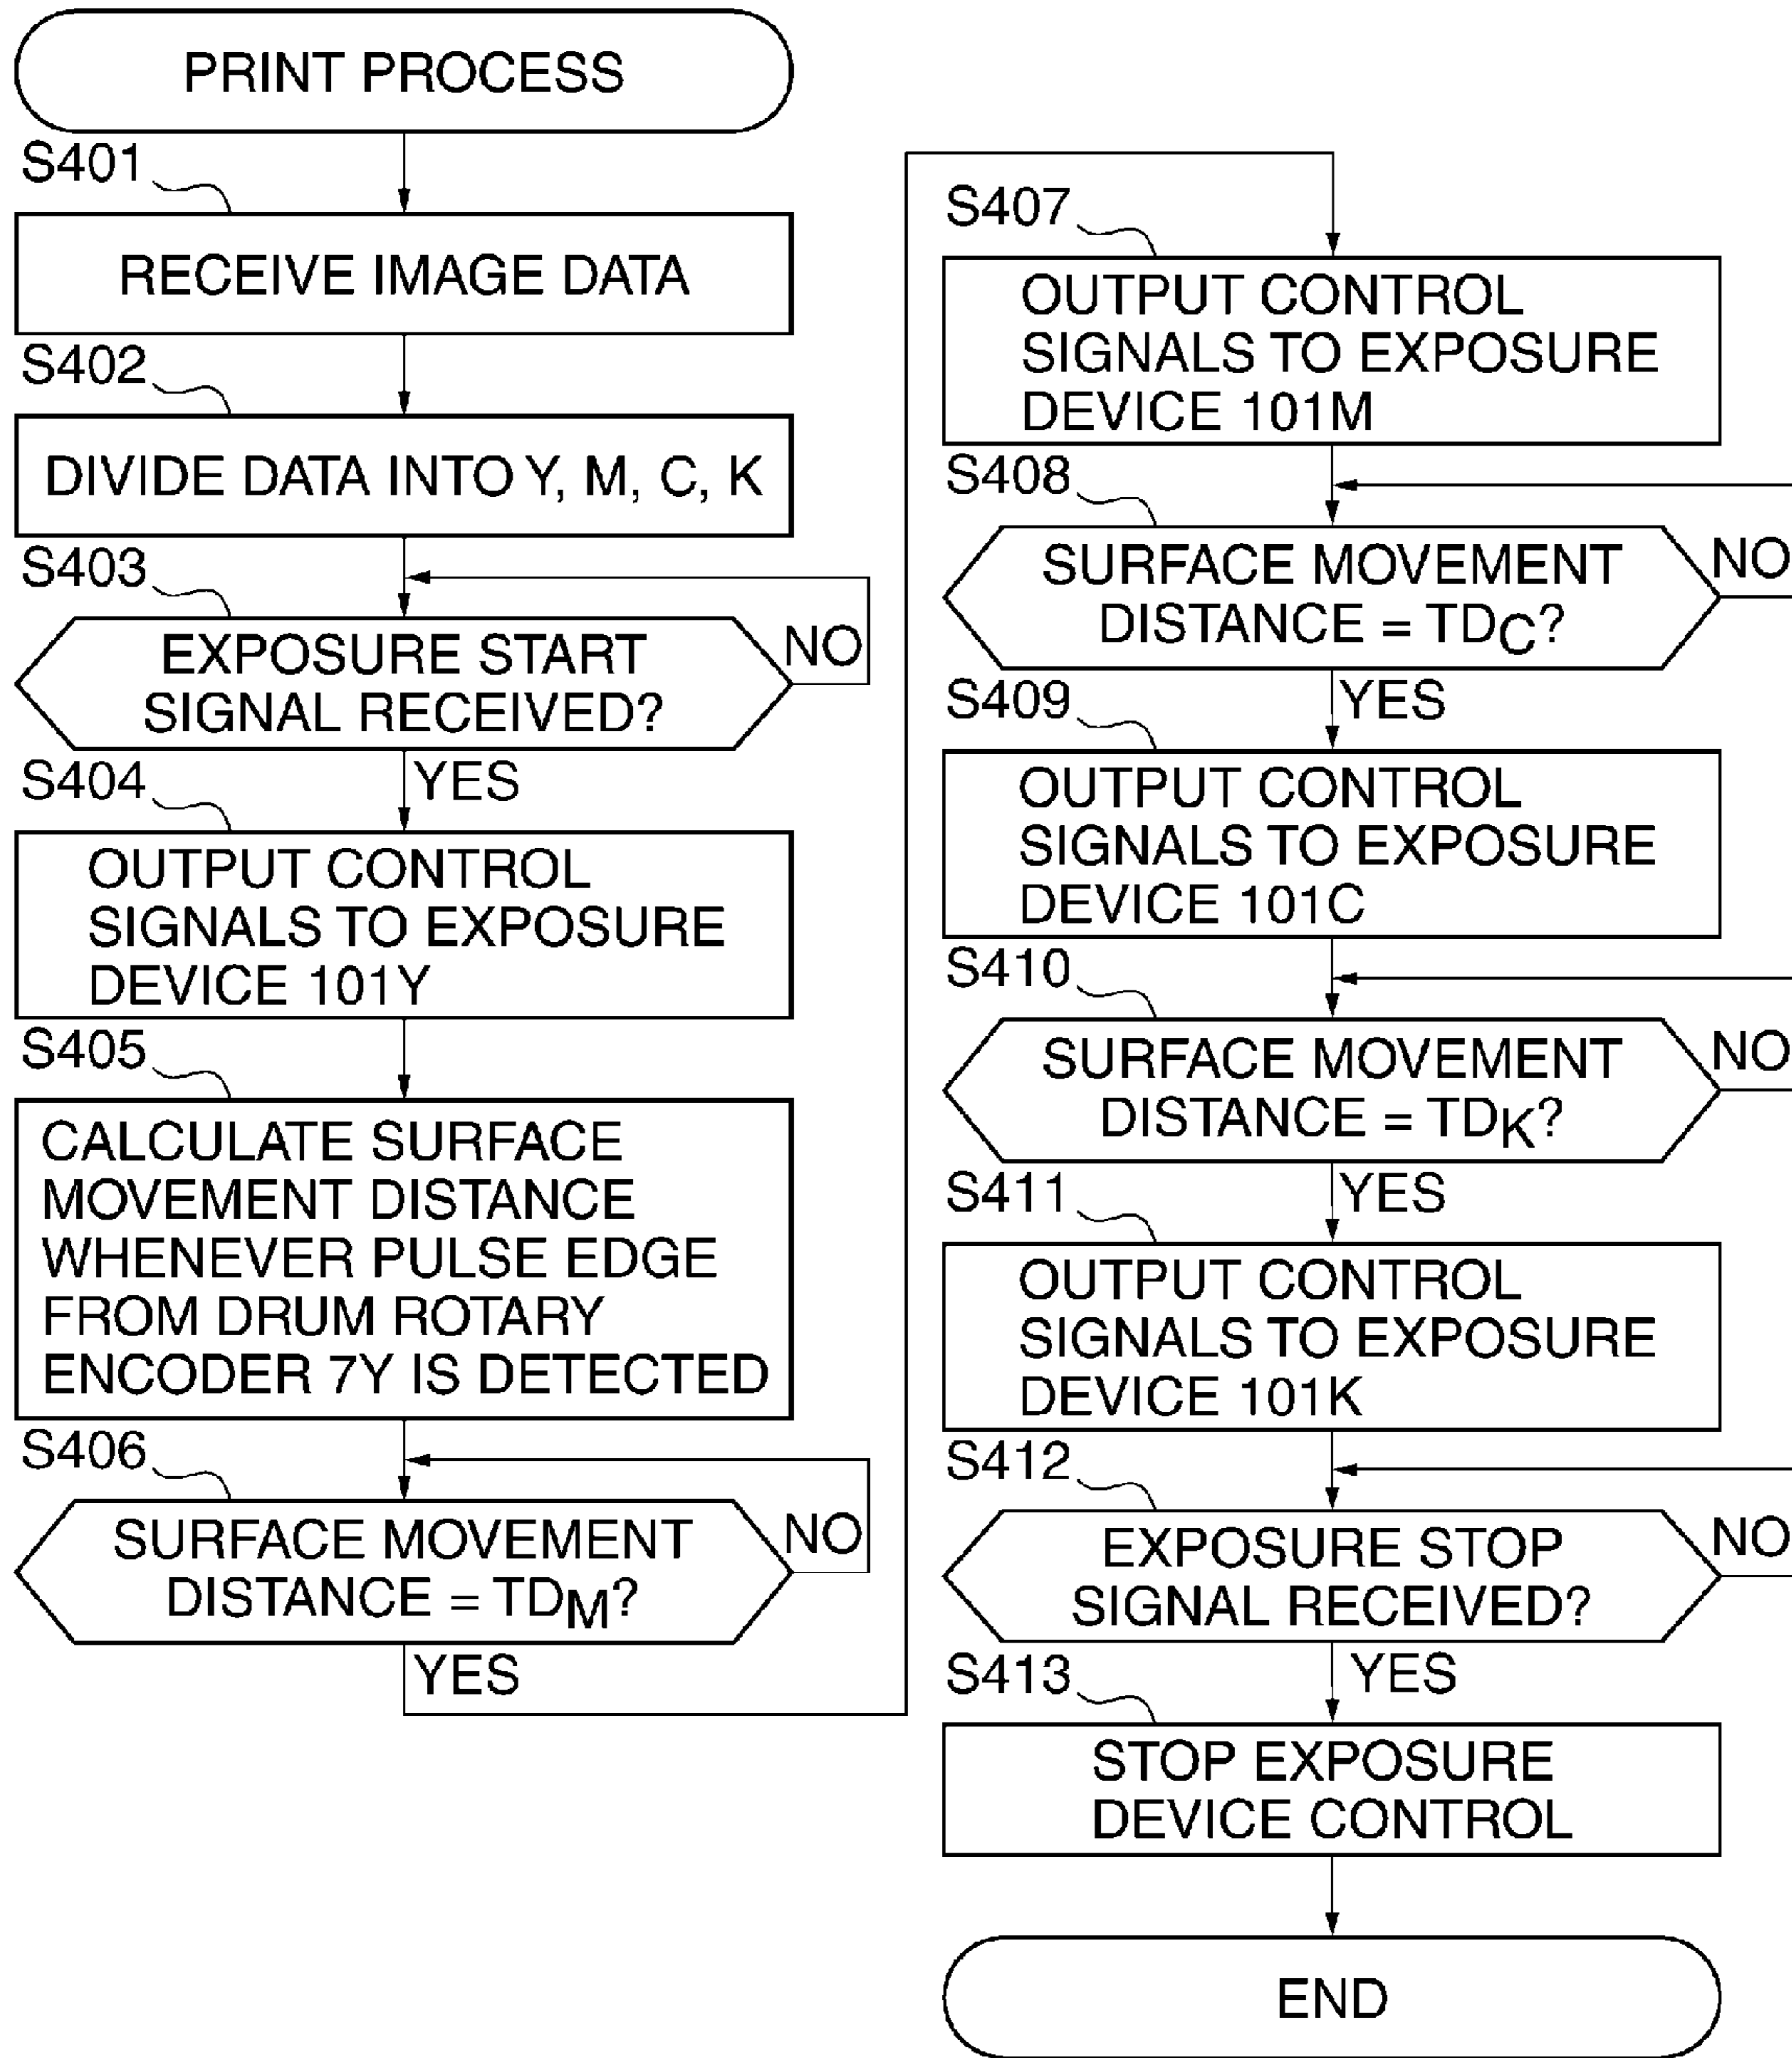 PRINT PROCESS
S401
RECEIVE IMAGE DATA
S402
DIVIDE DATA INTO Y, M, C, K
S403
EXPOSURE START
SIGNAL RECEIVED?
NO
YES
S404
OUTPUT CONTROL
SIGNALS TO EXPOSURE
DEVICE 101Y
S405
CALCULATE SURFACE
MOVEMENT DISTANCE
WHENEVER PULSE EDGE
FROM DRUM ROTARY
ENCODER 7Y IS DETECTED
S406
SURFACE MOVEMENT
DISTANCE = TDM?
NO
YES
S407
OUTPUT CONTROL
SIGNALS TO EXPOSURE
DEVICE 101M
S408
SURFACE MOVEMENT
DISTANCE = TDC?
NO
YES
S409
OUTPUT CONTROL
SIGNALS TO EXPOSURE
DEVICE 101C
S410
SURFACE MOVEMENT
DISTANCE = TDK?
NO
YES
S411
OUTPUT CONTROL
SIGNALS TO EXPOSURE
DEVICE 101K
S412
EXPOSURE STOP
SIGNAL RECEIVED?
NO
YES
S413
STOP EXPOSURE
DEVICE CONTROL
END